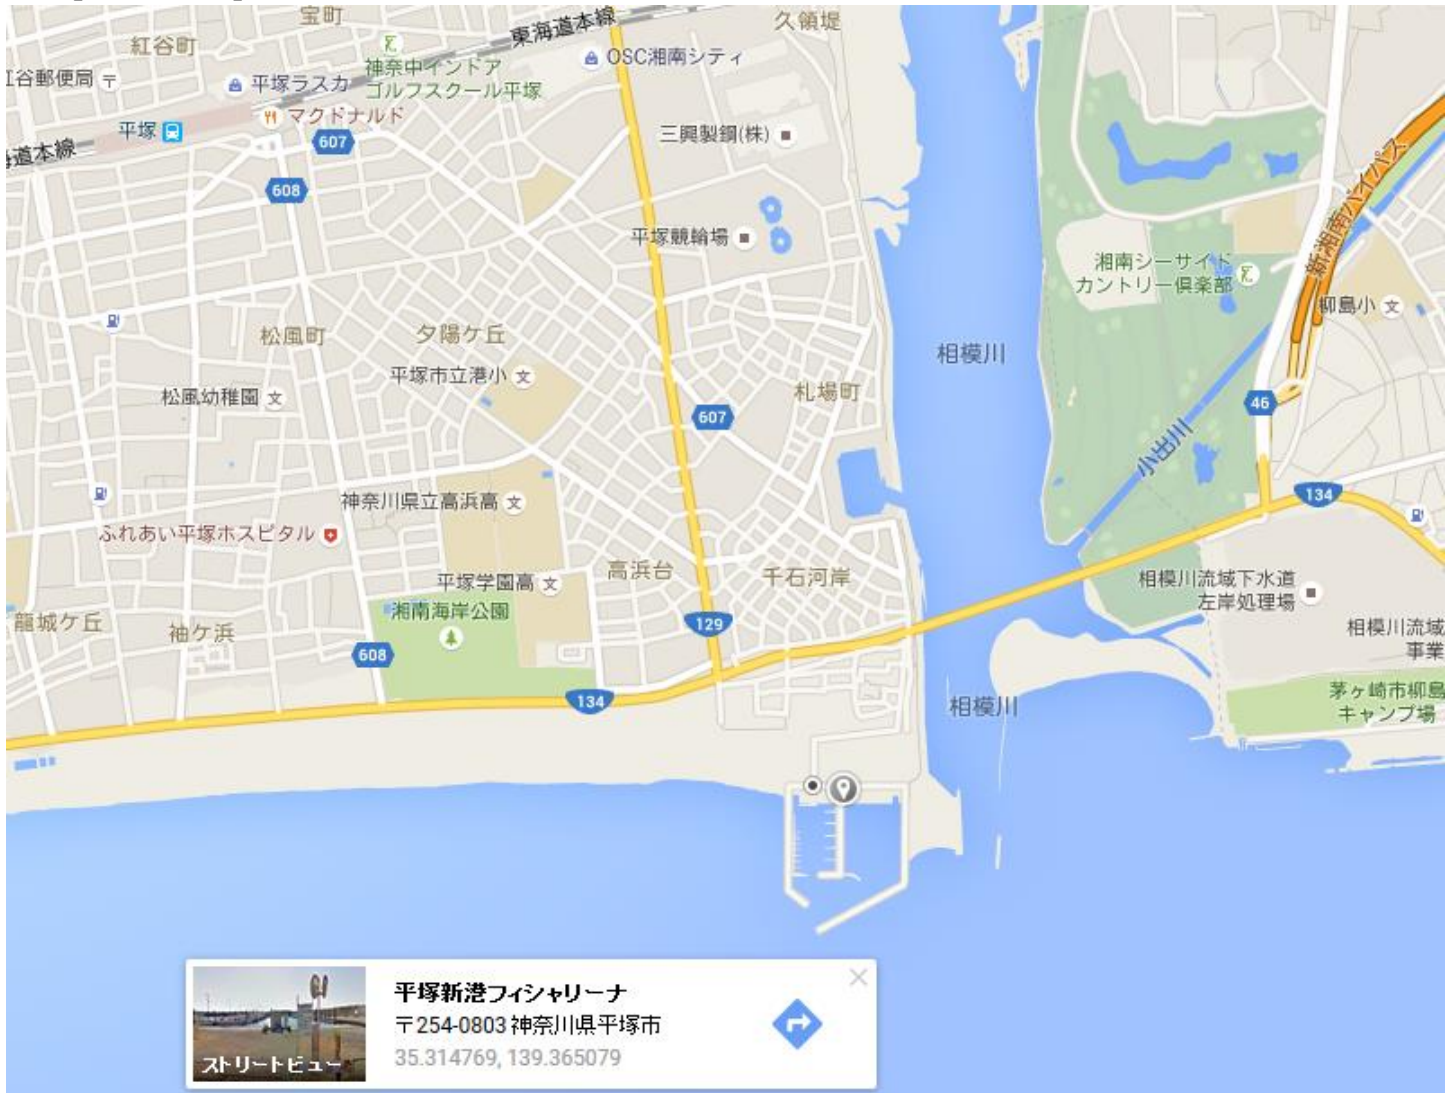 宝町
久領堤
東海道本線
紅谷町
OSC湘南シティ
神奈中インドア
ゴルフスクール平塚
郵便局
平塚ラスカ
マクドナルド
平塚
三興製鋼(株)
607
道本線
608
新湘南バイパス
平塚競輪場
湘南シーサイド
カントリー倶楽部
柳島小
松風町
夕陽ケ丘
相模川
平塚市立港小
札場町
松風幼稚園
46
607
小出川
134
神奈川県立高浜高
ふれあい平塚ホスピタル
高浜台
千石河岸
平塚学園高
相模川流域下水道
左岸処理場
湘南海岸公園
龍城ケ丘
袖ケ浜
129
相模川流域
事業
608
134
相模川
茅ヶ崎市柳島
キャンプ場
平塚新港フィシャリーナ
〒254-0803 神奈川県平塚市
35.314769, 139.365079
ストリートビュー